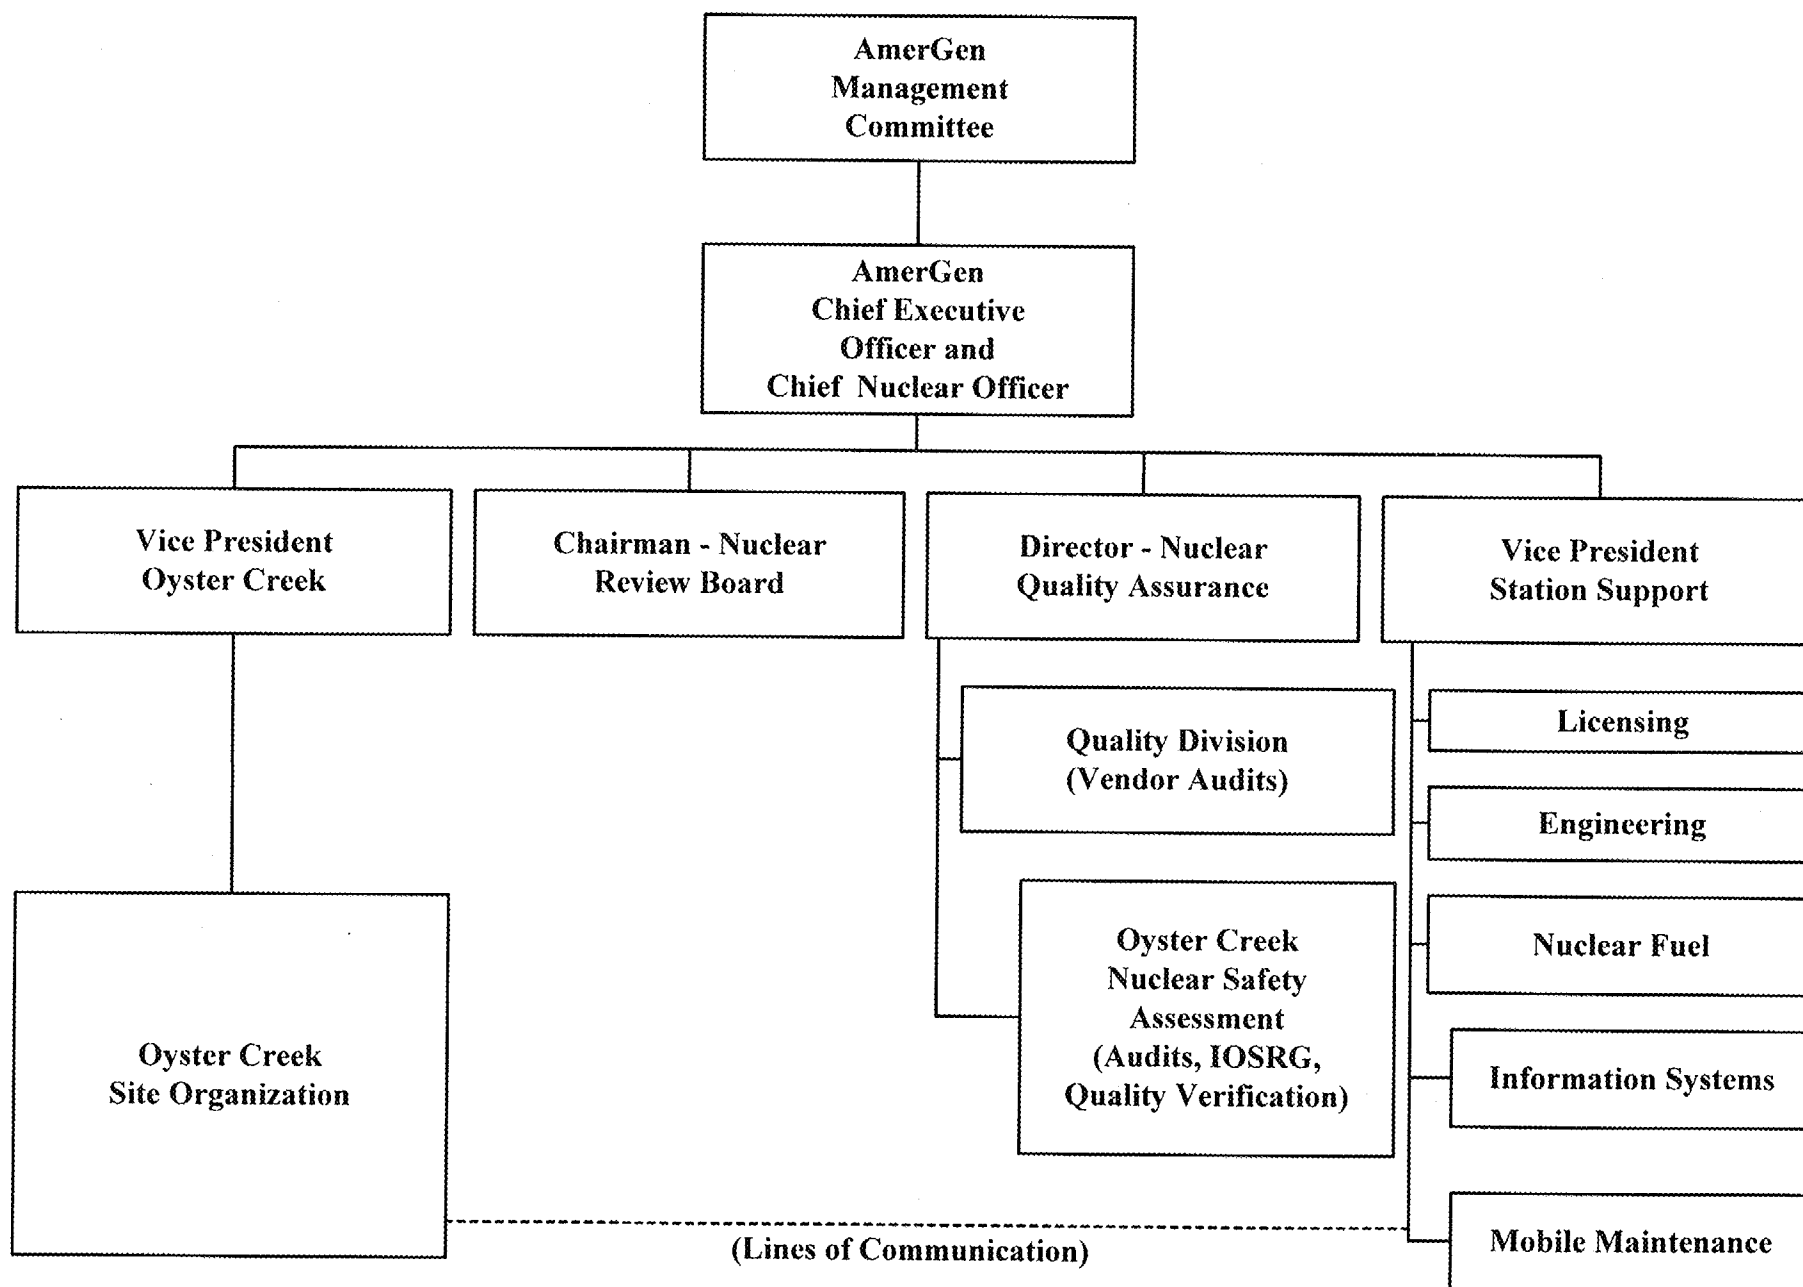 AmerGen
Management
Committee
AmerGen
Chief Executive
Officer and
Chief Nuclear Officer
Vice President
Oyster Creek
Chairman - Nuclear
Review Board
Director - Nuclear
Quality Assurance
Vice President
Station Support
Quality Division
(Vendor Audits)
Oyster Creek
Nuclear Safety
Assessment
(Audits, IOSRG,
Quality Verification)
Licensing
Engineering
Nuclear Fuel
Information Systems
Mobile Maintenance
Oyster Creek
Site Organization
(Lines of Communication)